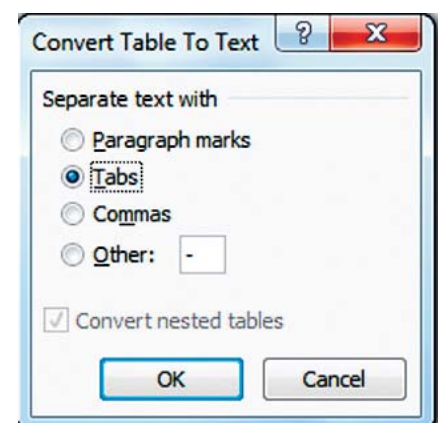 Convert Table To Text
Separate text with
Paragraph marks
Tabs
Commas
Other: -
Convert nested tables
OK Cancel